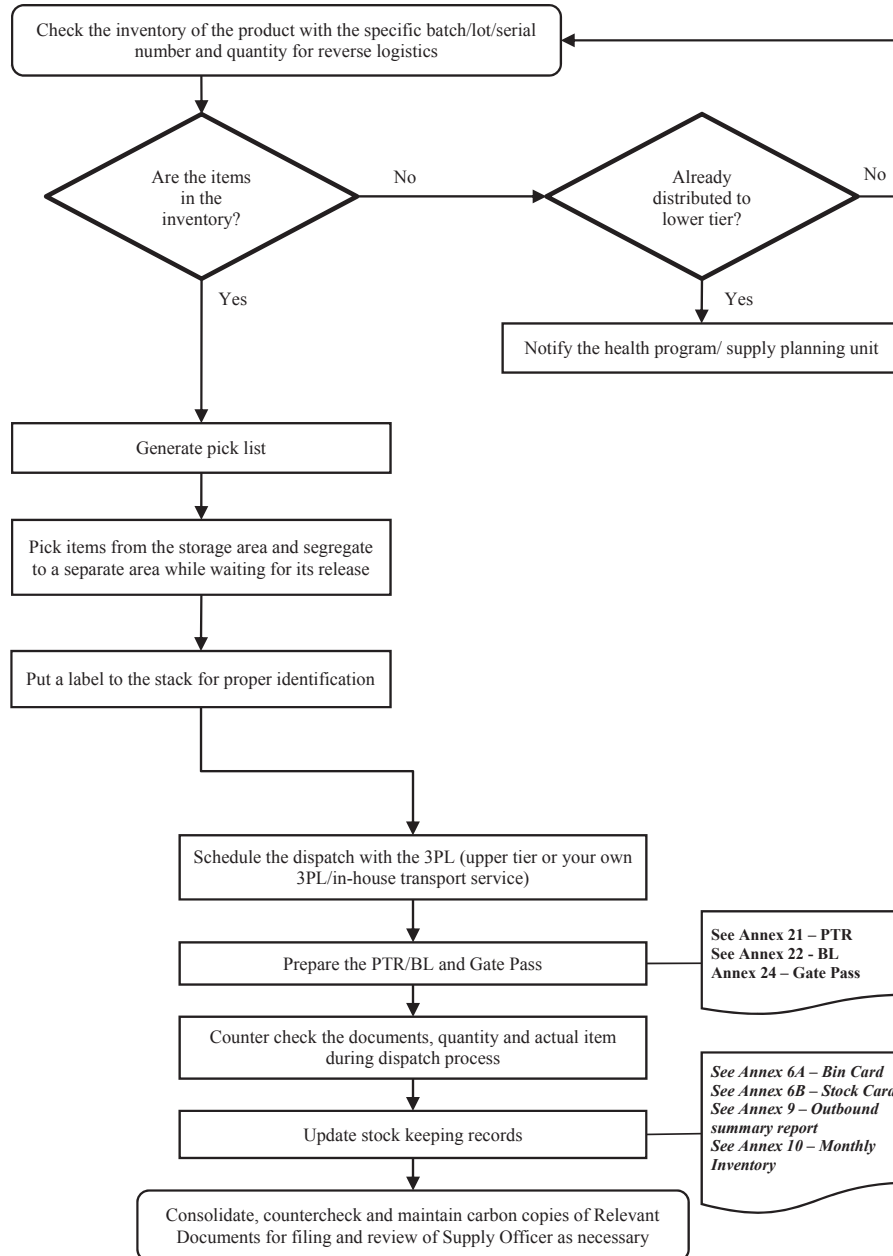 Check the inventory of the product with the specific batch/lot/serial
number and quantity for reverse logistics
Are the items
in the
inventory?
No
Already
distributed to
lower tier?
No
Yes
Yes
Notify the health program/ supply planning unit
Generate pick list
Pick items from the storage area and segregate
to a separate area while waiting for its release
Put a label to the stack for proper identification
Schedule the dispatch with the 3PL (upper tier or your own
3PL/in-house transport service)
Prepare the PTR/BL and Gate Pass
See Annex 21 – PTR
See Annex 22 - BL
Annex 24 – Gate Pass
Counter check the documents, quantity and actual item
during dispatch process
Update stock keeping records
See Annex 6A – Bin Card
See Annex 6B – Stock Card
See Annex 9 – Outbound
summary report
See Annex 10 – Monthly
Inventory
Consolidate, countercheck and maintain carbon copies of Relevant
Documents for filing and review of Supply Officer as necessary